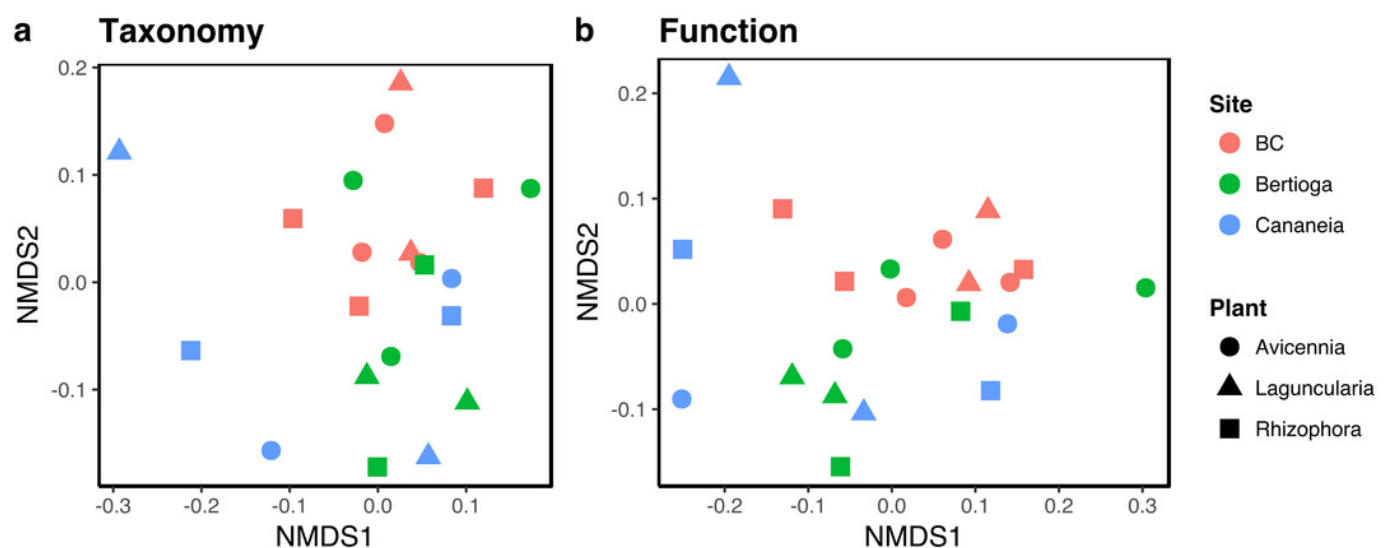 a Taxonomy
0.2
0.1
0.0
-0.1
NMDS2
-0.3 -0.2 -0.1 0.0 0.1
NMDS1
b Function
0.2
0.1
0.0
-0.1
NMDS2
-0.2 -0.1 0.0 0.1 0.2 0.3
NMDS1
Site
BC
Bertioga
Cananeia
Plant
Avicennia
Laguncularia
Rhizophora